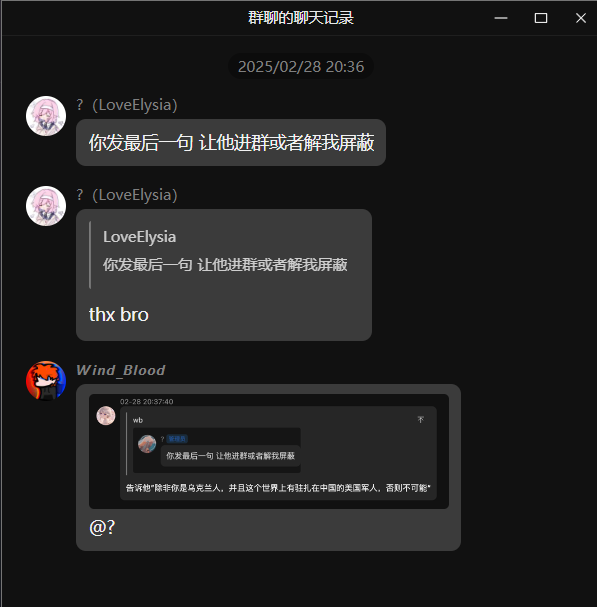 群聊的聊天记录
2025/02/28 20:36
?（LoveElysia）
你发最后一句 让他进群或者解我屏蔽
?（LoveElysia）
LoveElysia
你发最后一句 让他进群或者解我屏蔽
thx bro
Wind_Blood
02-28 20:37:40
wb
?
你发最后一句 让他进群或者解我屏蔽
告诉他"除非你是乌克兰人，并且这个世界上有驻扎在中国的美国军人，否则不可能"
@?